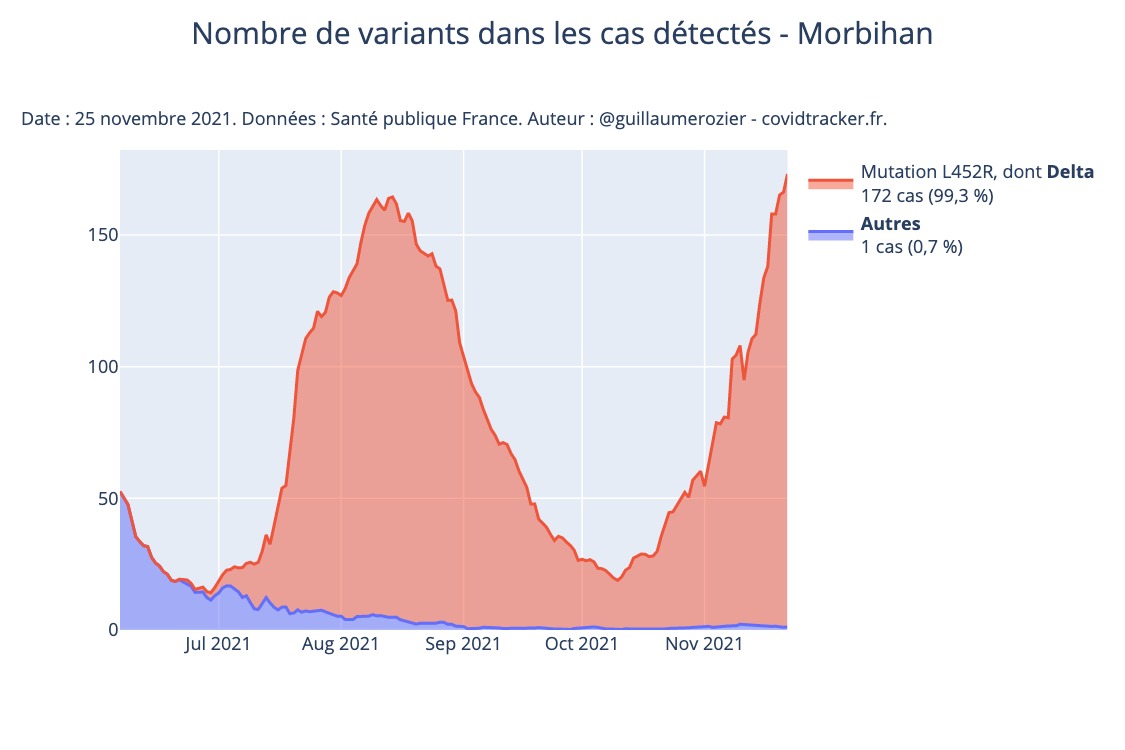 Nombre de variants dans les cas détectés - Morbihan
Date : 25 novembre 2021. Données : Santé publique France. Auteur : @guillaumerozier - covidtracker.fr.
Mutation L452R, dont Delta
172 cas (99,3 %)
Autres
1 cas (0,7 %)
150
100
50
0
Jul 2021 Aug 2021 Sep 2021 Oct 2021 Nov 2021